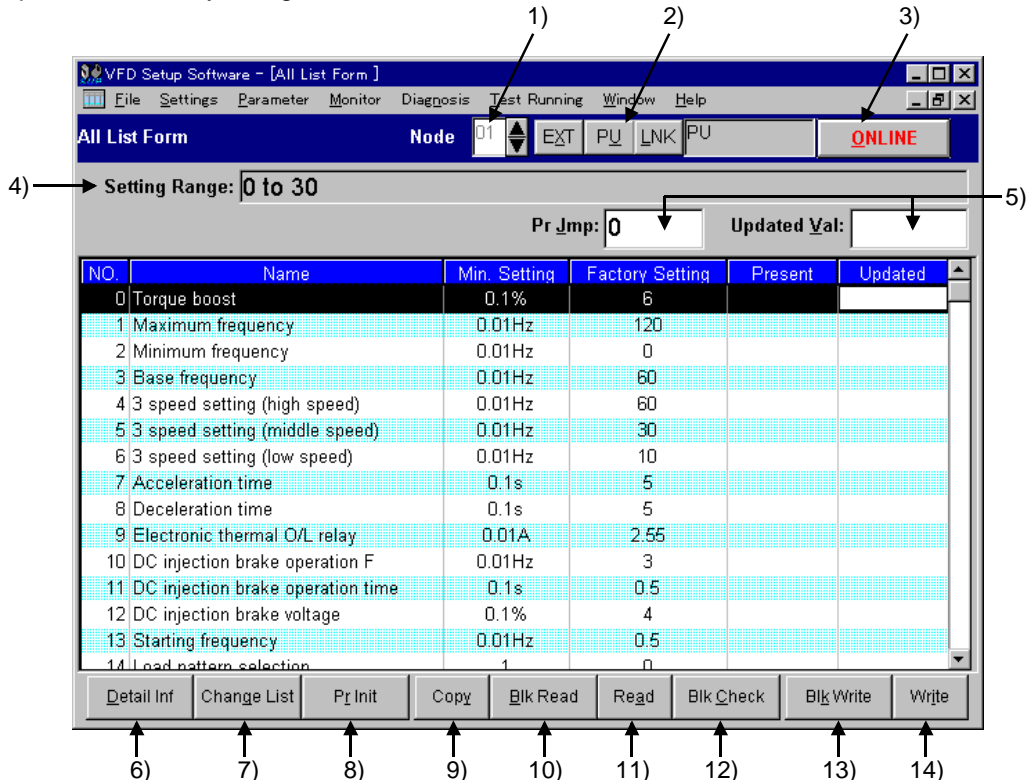 1) 2) 3)
VFD Setup Software - [All List Form ]
File Settings Parameter Monitor Diagnosis Test Running Window Help
All List Form Node 01 EXT PU LNK PU ONLINE
4) Setting Range: 0 to 30
5)
Pr Jmp: 0 Updated Val:
NO. Name Min. Setting Factory Setting Present Updated
0 Torque boost 0.1% 6
1 Maximum frequency 0.01Hz 120
2 Minimum frequency 0.01Hz 0
3 Base frequency 0.01Hz 60
4 3 speed setting (high speed) 0.01Hz 60
5 3 speed setting (middle speed) 0.01Hz 30
6 3 speed setting (low speed) 0.01Hz 10
7 Acceleration time 0.1s 5
8 Deceleration time 0.1s 5
9 Electronic thermal O/L relay 0.01A 2.55
10 DC injection brake operation F 0.01Hz 3
11 DC injection brake operation time 0.1s 0.5
12 DC injection brake voltage 0.1% 4
13 Starting frequency 0.01Hz 0.5
14 Load pattern selection 1 0
Detail Inf Change List Pr Init Copy Blk Read Read Blk Check Blk Write Write
6) 7) 8) 9) 10) 11) 12) 13) 14)